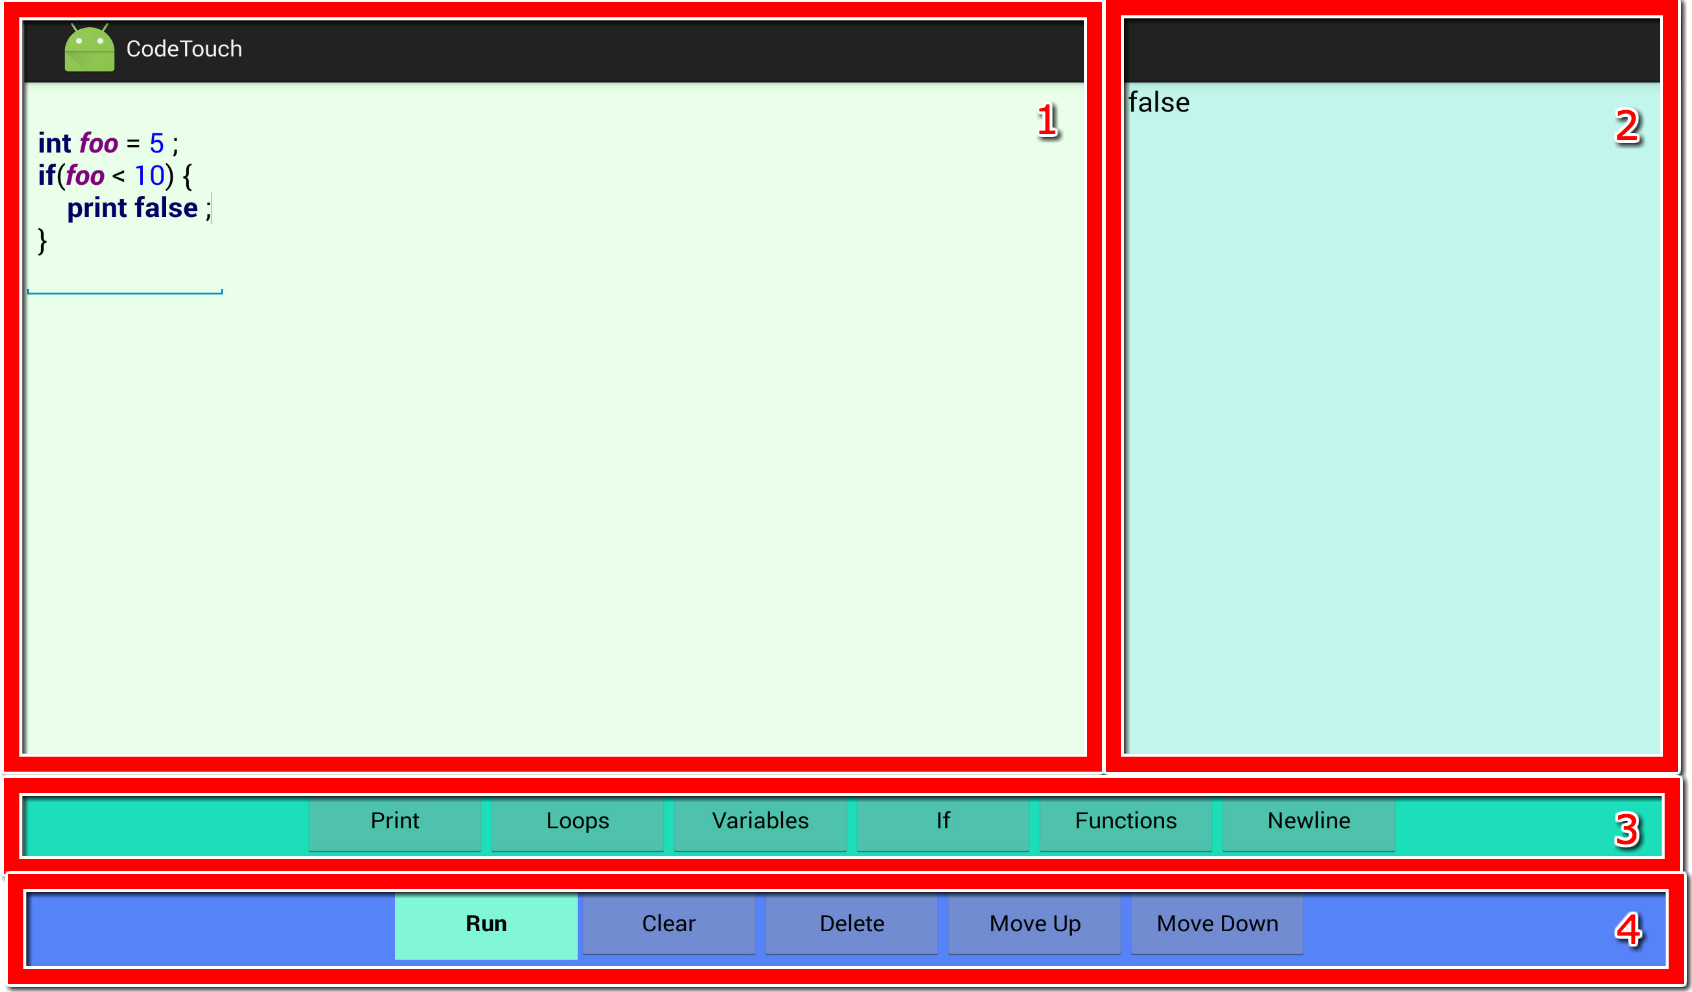 CodeTouch
1
int foo = 5 ;
if(foo < 10) {
print false ;
}
false
2
Print Loops Variables If Functions Newline
3
Run Clear Delete Move Up Move Down
4